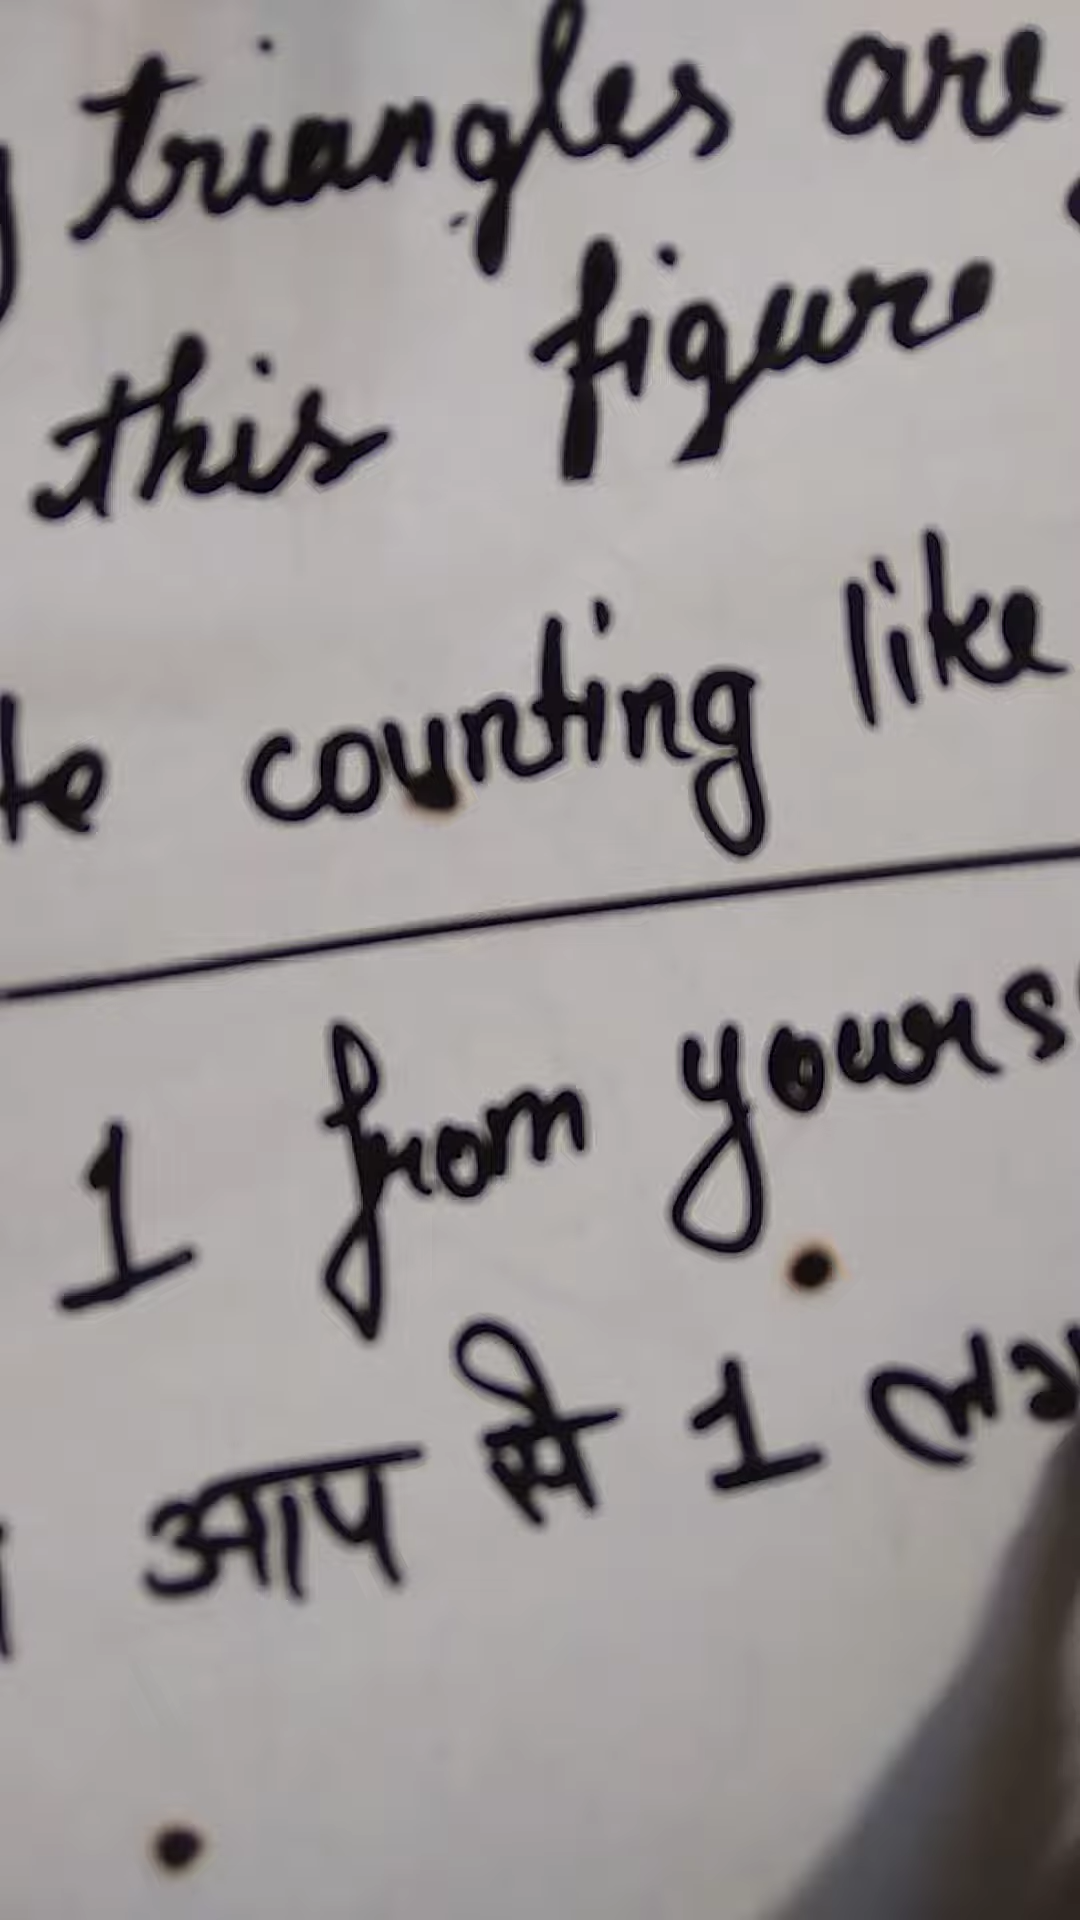 triangles are
this figure
counting like
1 from yours
आप से 1